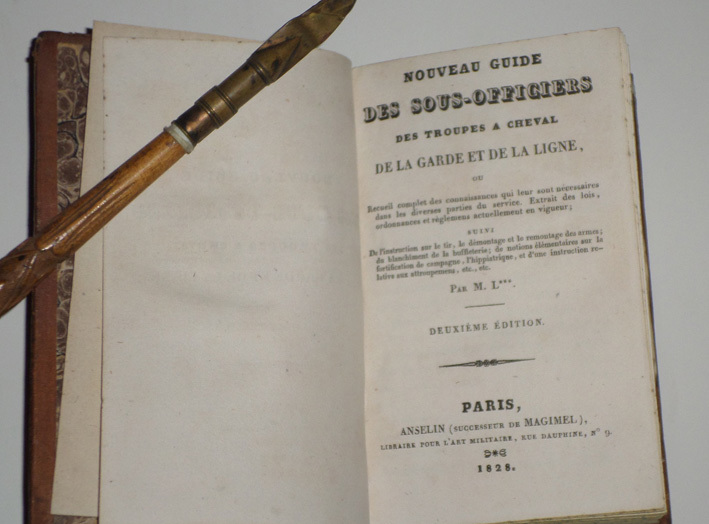 NOUVEAU GUIDE
DES SOUS-OFFICIERS
DES TROUPES A CHEVAL
DE LA GARDE ET DE LA LIGNE,
OU
Recueil complet des connaissances qui leur sont nécessaires
dans les diverses parties du service. Extrait des lois,
ordonnances et réglemens actuellement en vigueur;
SUIVI
De l'instruction sur le tir, le démontage et le remontage des armes;
du blanchîment de la buffleterie; de notions élémentaires sur la
fortification de campagne, l'hippiatrique, et d'une instruction re-
lative aux attroupemens, etc., etc.
PAR M. L***.
DEUXIÈME ÉDITION.
PARIS,
ANSELIN (SUCCESSEUR DE MAGIMEL),
LIBRAIRE POUR L'ART MILITAIRE, RUE DAUPHINE, N° 9.
1828.